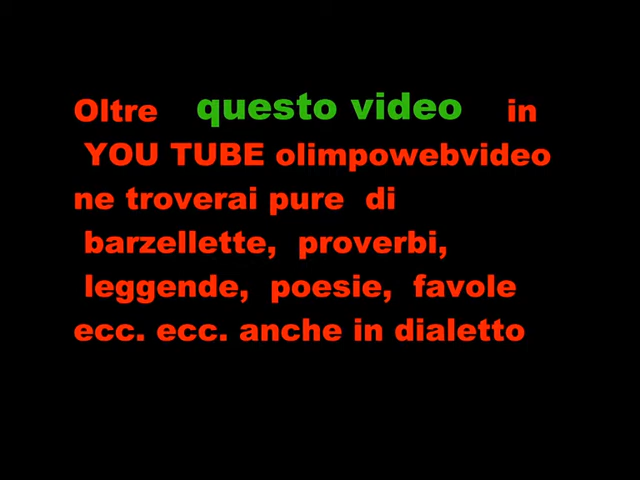 Oltre questo video in
YOU TUBE olimpowebvideo
ne troverai pure di
barzellette, proverbi,
leggende, poesie, favole
ecc. ecc. anche in dialetto